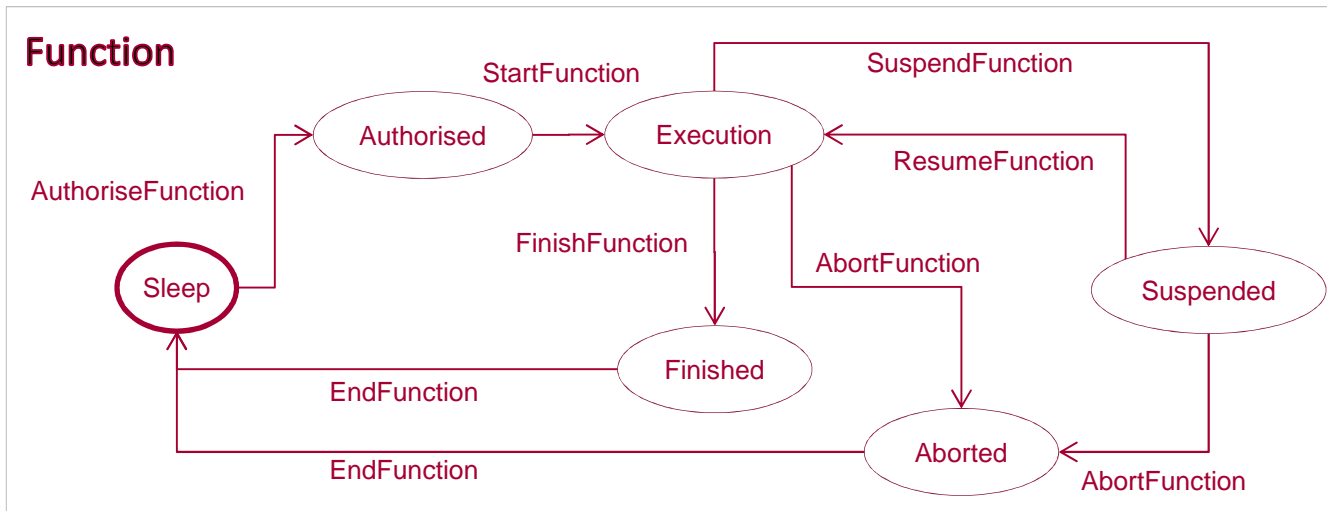 Function
SuspendFunction
StartFunction
Authorised
Execution
ResumeFunction
AuthoriseFunction
FinishFunction
AbortFunction
Sleep
Suspended
Finished
EndFunction
Aborted
EndFunction
AbortFunction